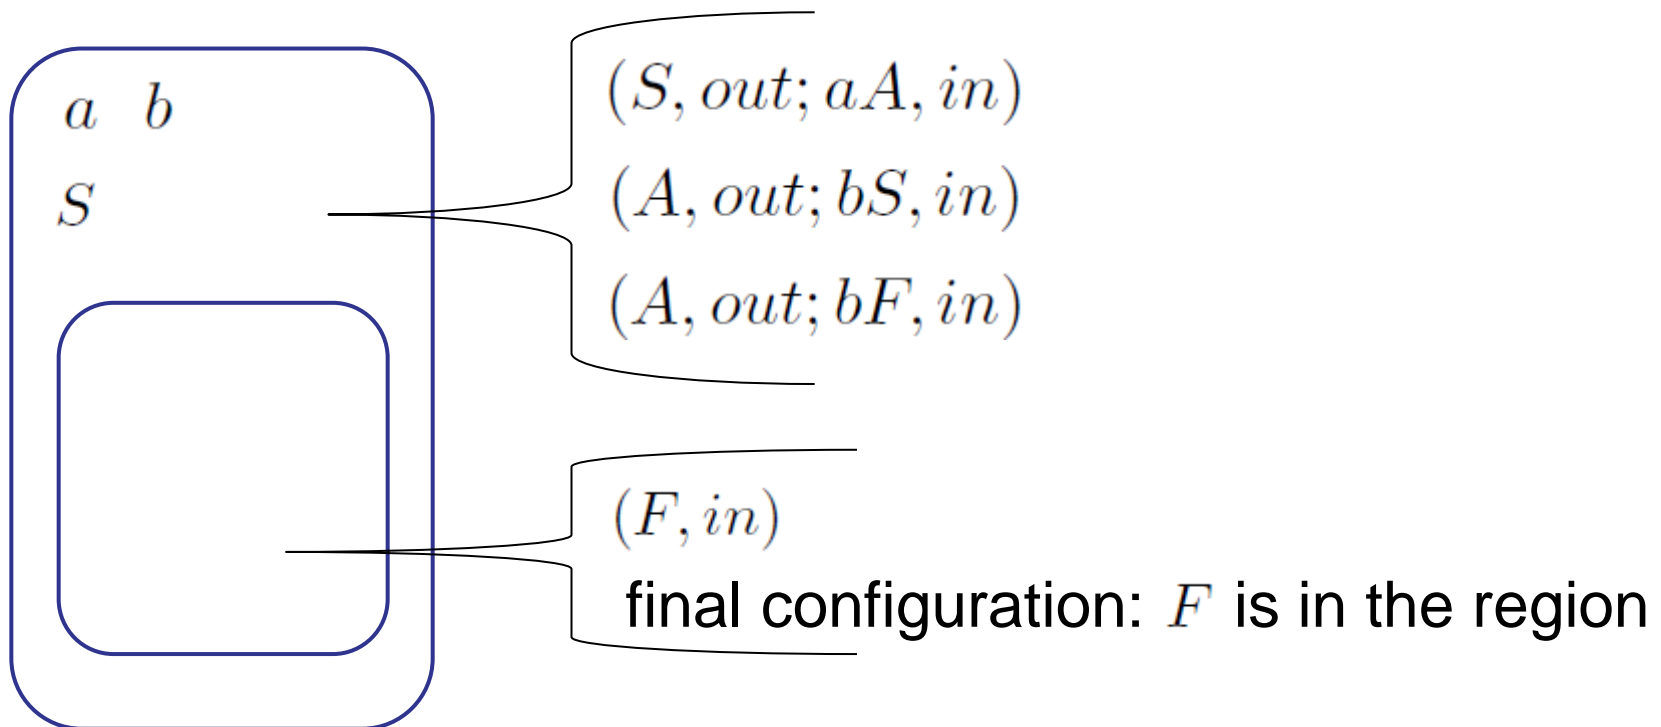 a b
S
(S, out; aA, in)
(A, out; bS, in)
(A, out; bF, in)
(F, in)
final configuration: F is in the region